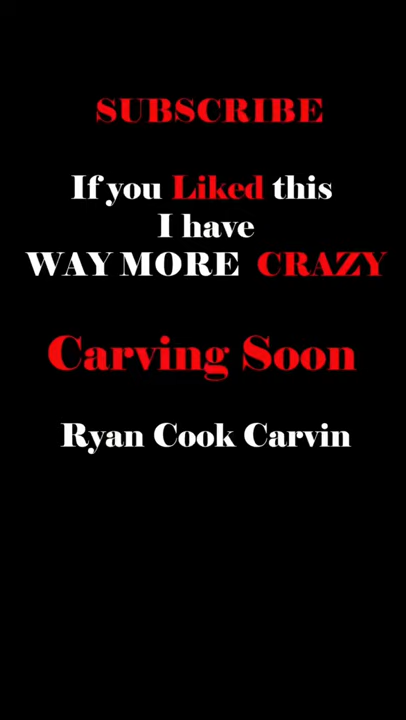 SUBSCRIBE
If you Liked this
I have
WAY MORE CRAZY
Carving Soon
Ryan Cook Carvin